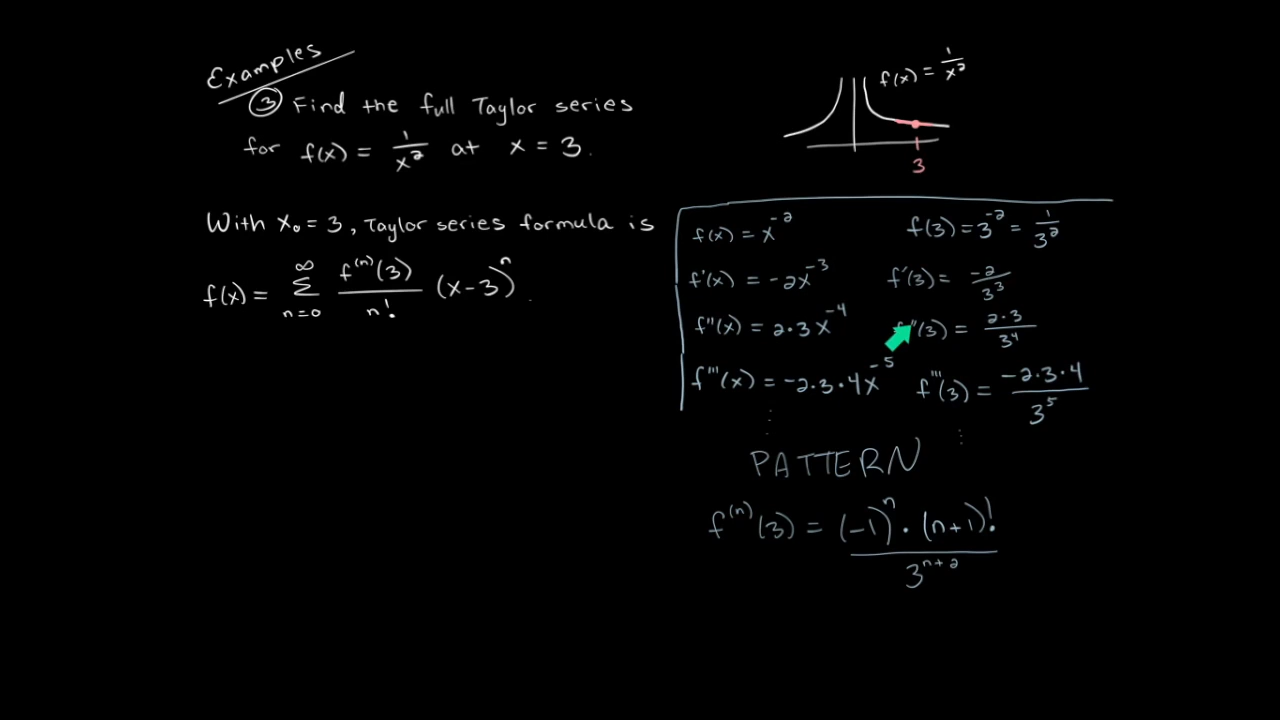 Examples
③ Find the full Taylor series
for f(x) = 1/x² at x = 3.
With x₀ = 3, Taylor series formula is
f(x) = ∞ Σ n=0 f⁽ⁿ⁾(3)/n! (x-3)ⁿ.
f(x) = 1/x²
3
f(x) = x⁻² f(3) = 3⁻² = 1/3²
f'(x) = -2x⁻³ f'(3) = -2/3³
f''(x) = 2·3x⁻⁴ f''(3) = 2·3/3⁴
f'''(x) = -2·3·4x⁻⁵ f'''(3) = -2·3·4/3⁵
PATTERN
f⁽ⁿ⁾(3) = (-1)ⁿ·(n+1)!/3ⁿ⁺²